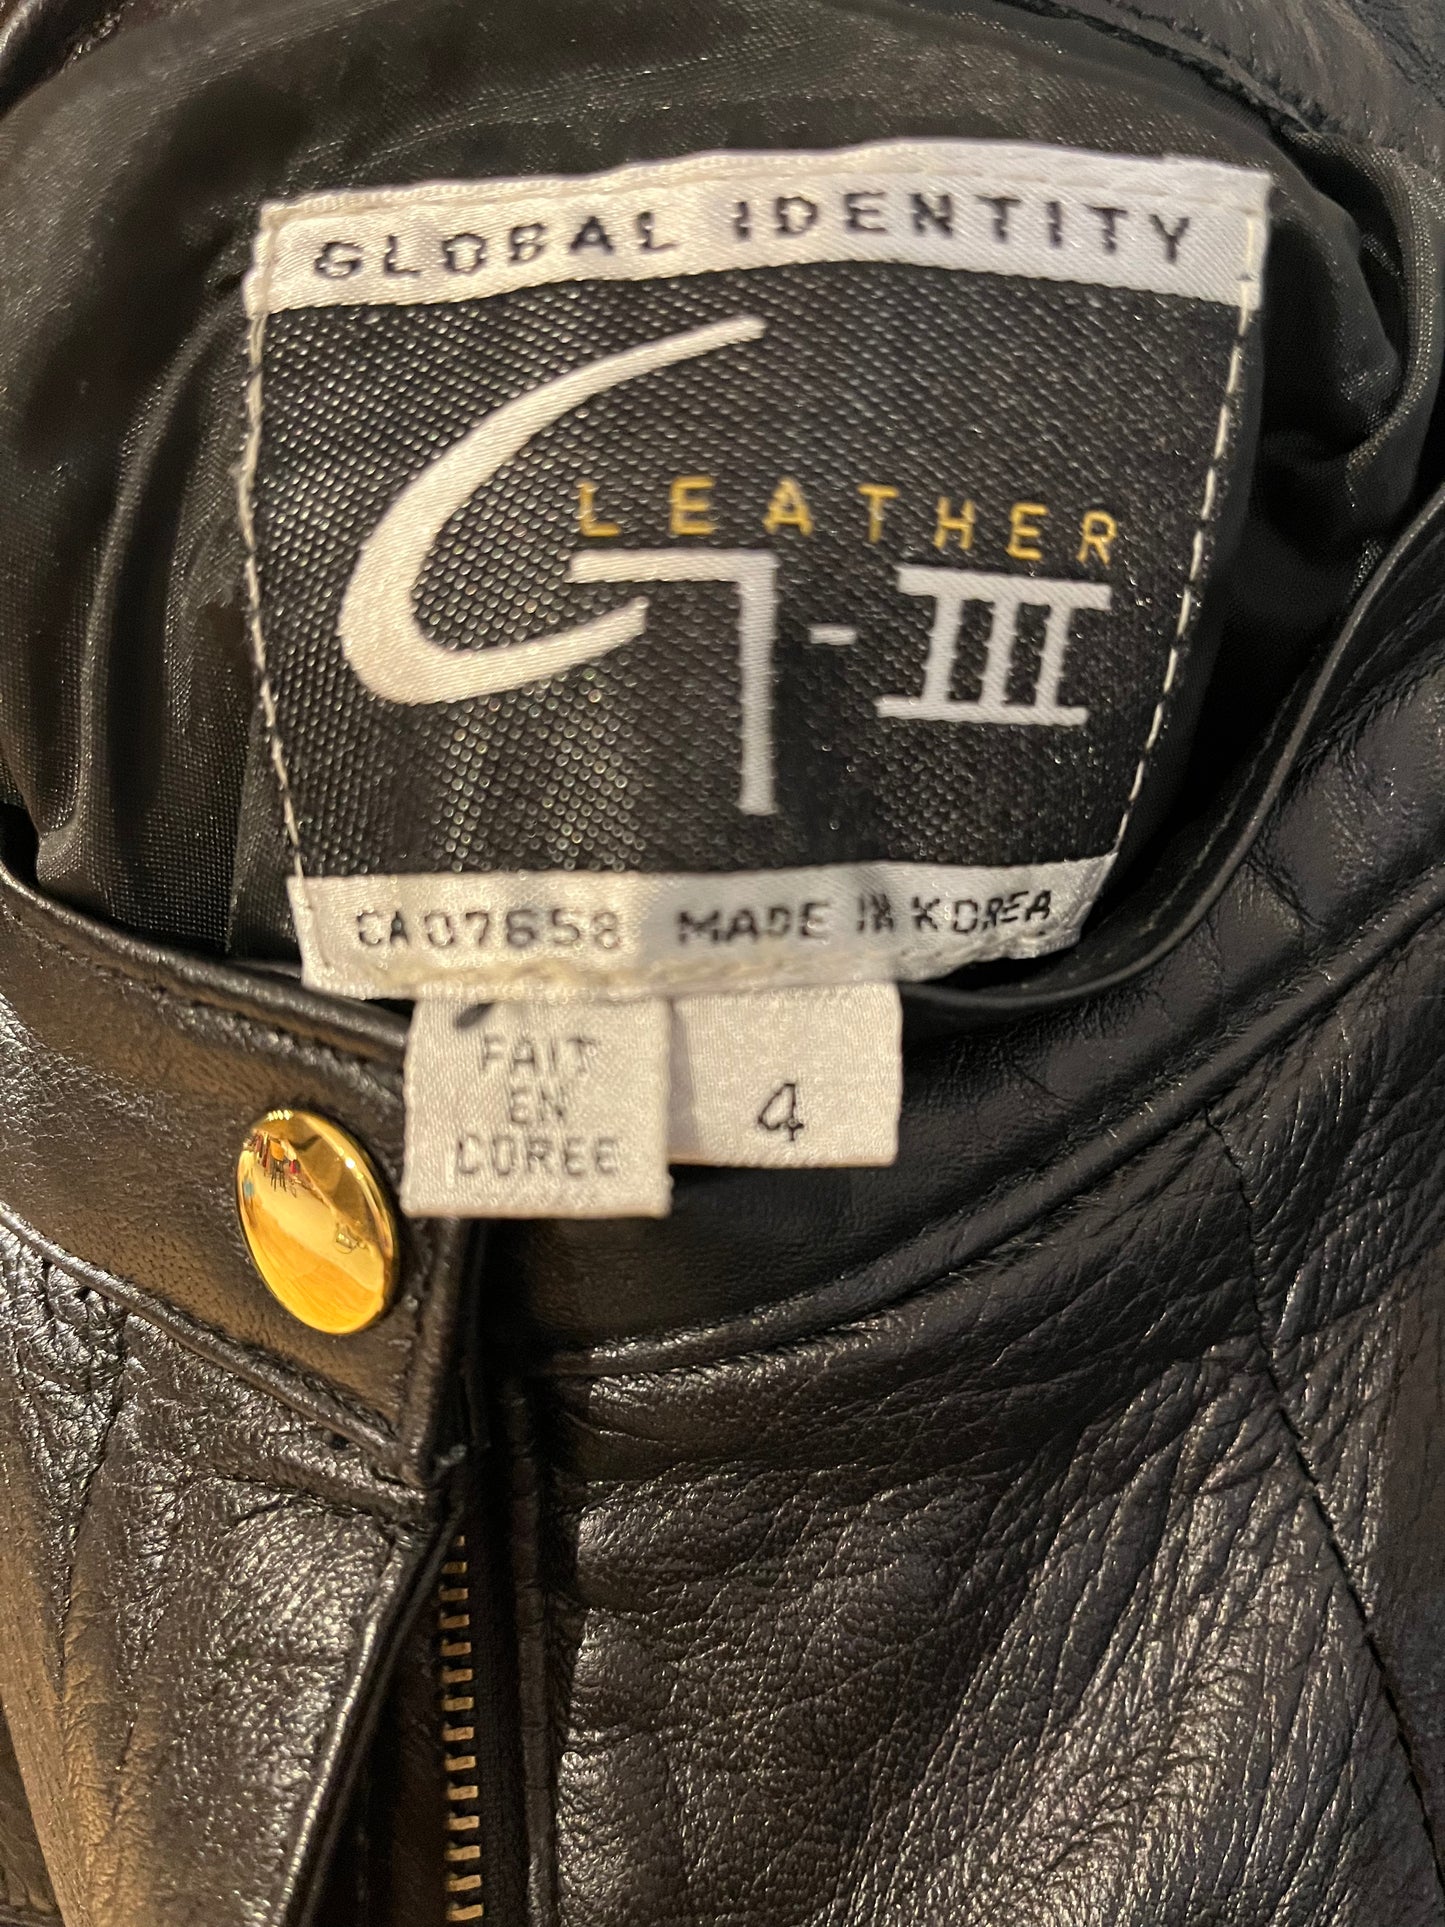 GLOBAL IDENTITY
LEATHER
G-III
CA07658 MADE IN KOREA
FAIT
EN
COREE
4